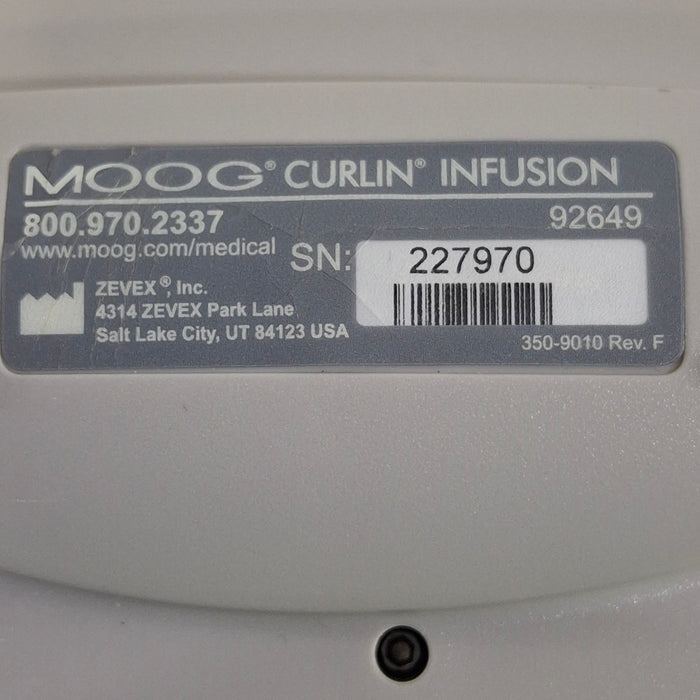 MOOG® CURLIN® INFUSION
800.970.2337
92649
www.moog.com/medical
SN: 227970
ZEVEX®, Inc.
4314 ZEVEX Park Lane
Salt Lake City, UT 84123 USA
350-9010 Rev. F